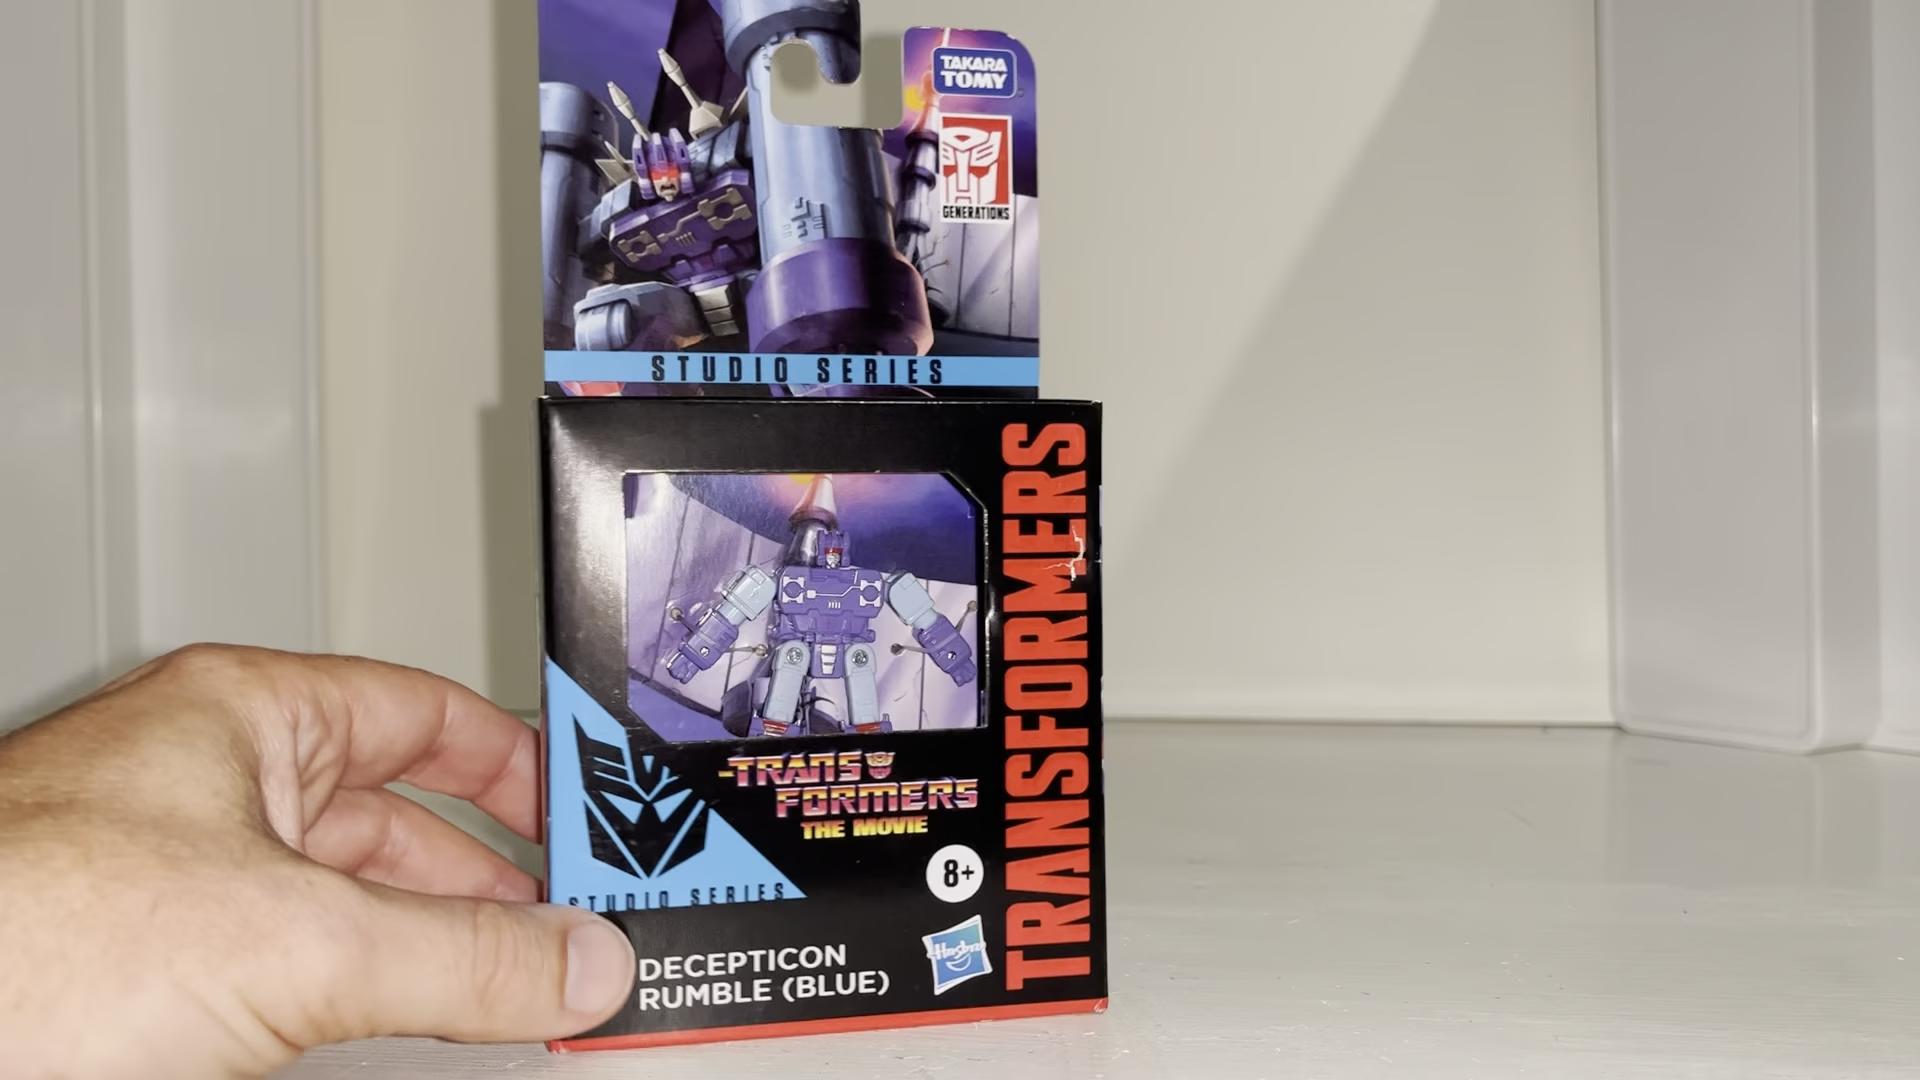 TAKARA
TOMY
GENERATIONS
STUDIO SERIES
TRANSFORMERS
TRANS
FORMERS
THE MOVIE
8+
STUDIO SERIES
Hasbro
DECEPTICON
RUMBLE (BLUE)